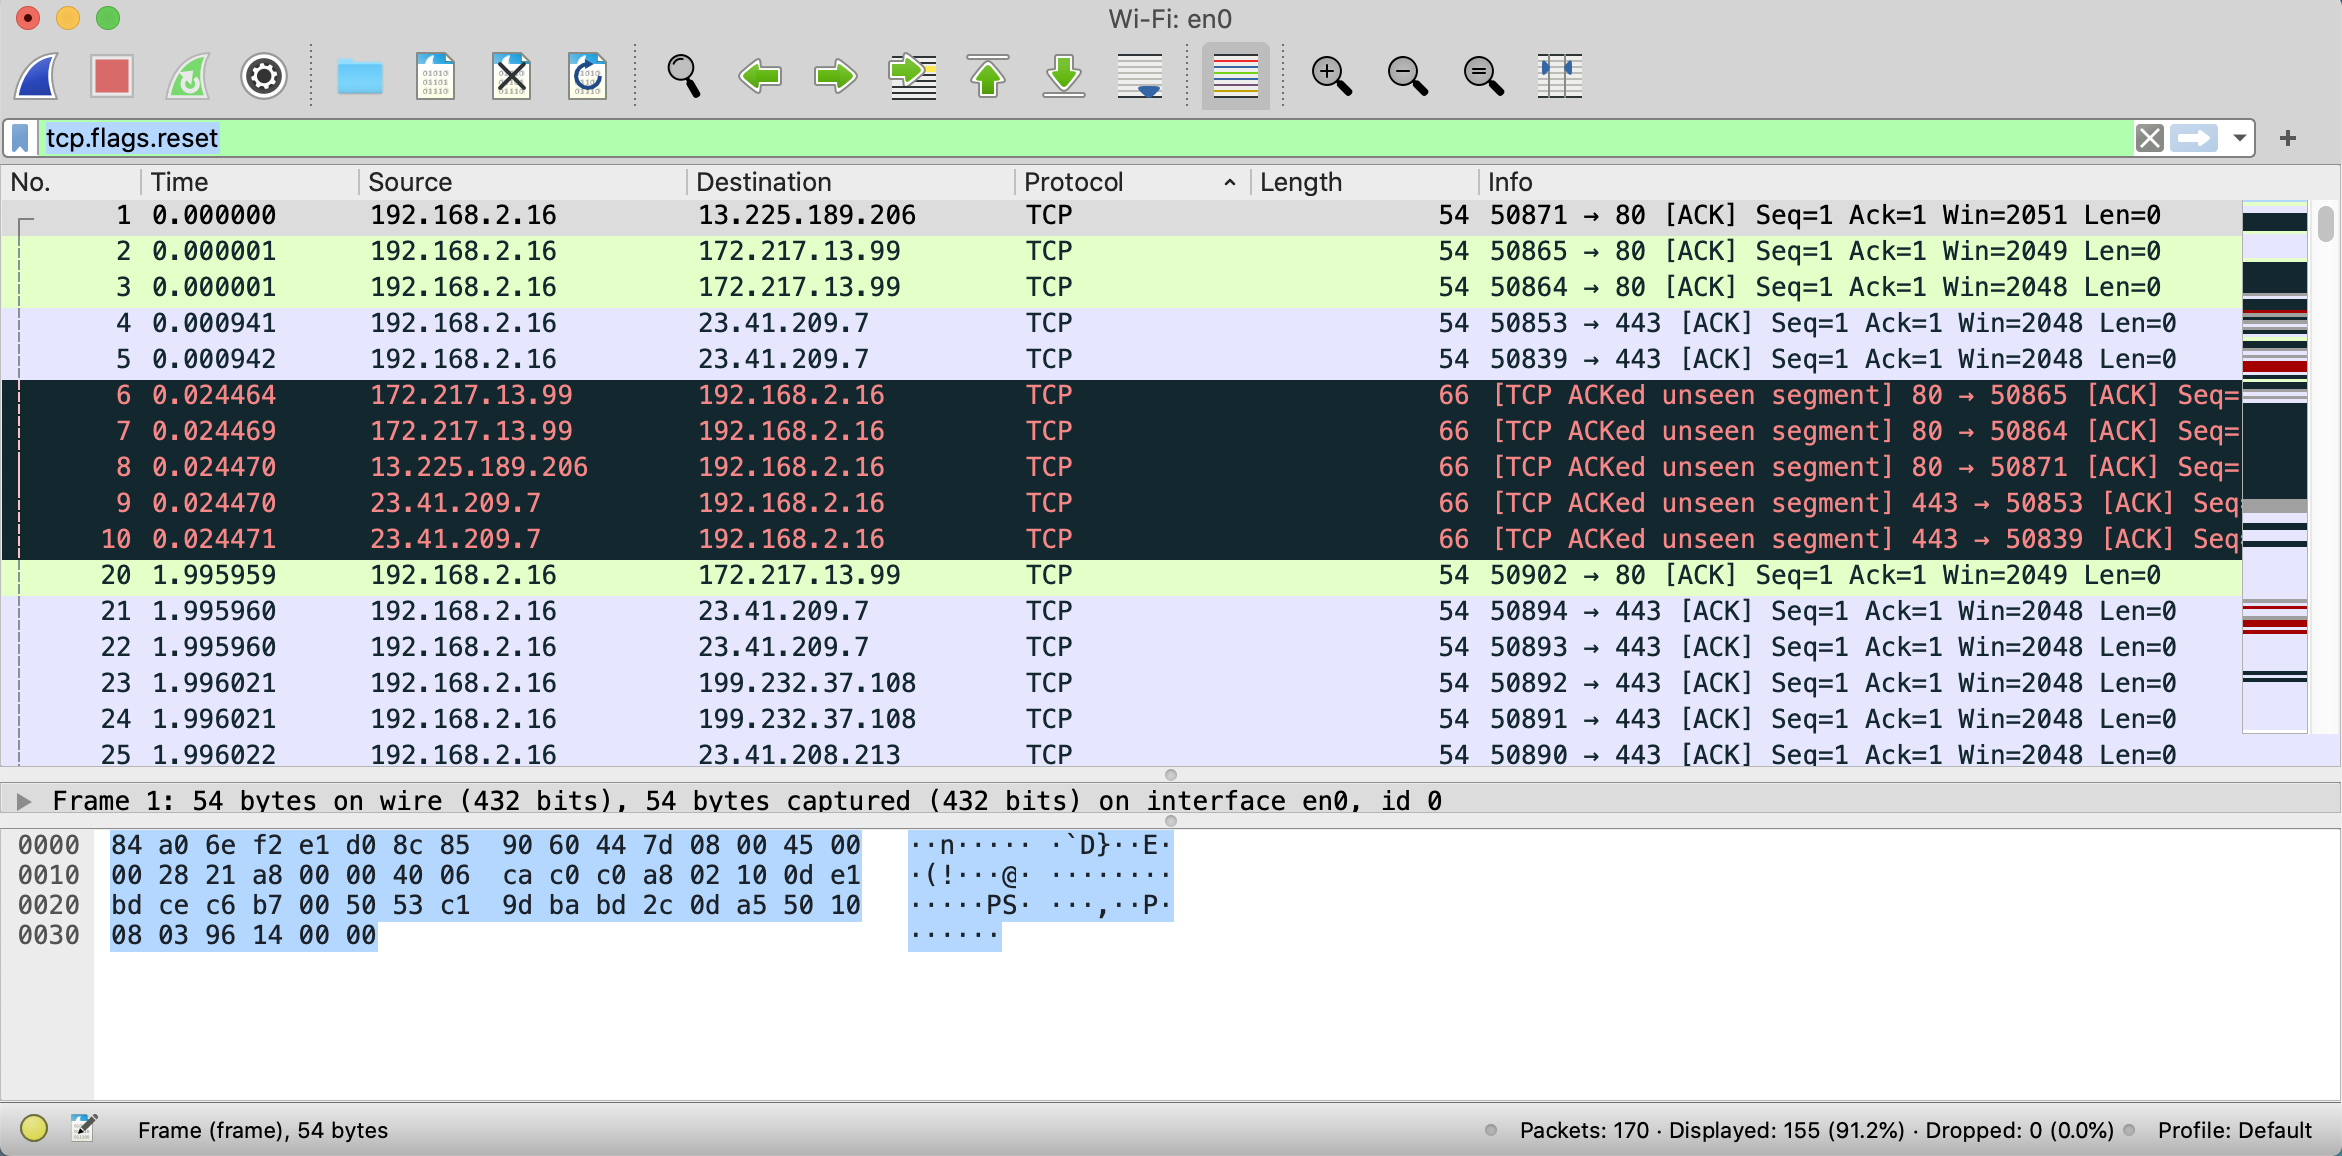 Wi-Fi: en0
tcp.flags.reset
No. Time Source Destination Protocol Length Info
1 0.000000 192.168.2.16 13.225.189.206 TCP 54 50871 → 80 [ACK] Seq=1 Ack=1 Win=2051 Len=0
2 0.000001 192.168.2.16 172.217.13.99 TCP 54 50865 → 80 [ACK] Seq=1 Ack=1 Win=2049 Len=0
3 0.000001 192.168.2.16 172.217.13.99 TCP 54 50864 → 80 [ACK] Seq=1 Ack=1 Win=2048 Len=0
4 0.000941 192.168.2.16 23.41.209.7 TCP 54 50853 → 443 [ACK] Seq=1 Ack=1 Win=2048 Len=0
5 0.000942 192.168.2.16 23.41.209.7 TCP 54 50839 → 443 [ACK] Seq=1 Ack=1 Win=2048 Len=0
6 0.024464 172.217.13.99 192.168.2.16 TCP 66 [TCP ACKed unseen segment] 80 → 50865 [ACK] Seq=
7 0.024469 172.217.13.99 192.168.2.16 TCP 66 [TCP ACKed unseen segment] 80 → 50864 [ACK] Seq=
8 0.024470 13.225.189.206 192.168.2.16 TCP 66 [TCP ACKed unseen segment] 80 → 50871 [ACK] Seq=
9 0.024470 23.41.209.7 192.168.2.16 TCP 66 [TCP ACKed unseen segment] 443 → 50853 [ACK] Seq
10 0.024471 23.41.209.7 192.168.2.16 TCP 66 [TCP ACKed unseen segment] 443 → 50839 [ACK] Seq
20 1.995959 192.168.2.16 172.217.13.99 TCP 54 50902 → 80 [ACK] Seq=1 Ack=1 Win=2049 Len=0
21 1.995960 192.168.2.16 23.41.209.7 TCP 54 50894 → 443 [ACK] Seq=1 Ack=1 Win=2048 Len=0
22 1.995960 192.168.2.16 23.41.209.7 TCP 54 50893 → 443 [ACK] Seq=1 Ack=1 Win=2048 Len=0
23 1.996021 192.168.2.16 199.232.37.108 TCP 54 50892 → 443 [ACK] Seq=1 Ack=1 Win=2048 Len=0
24 1.996021 192.168.2.16 199.232.37.108 TCP 54 50891 → 443 [ACK] Seq=1 Ack=1 Win=2048 Len=0
25 1.996022 192.168.2.16 23.41.208.213 TCP 54 50890 → 443 [ACK] Seq=1 Ack=1 Win=2048 Len=0
Frame 1: 54 bytes on wire (432 bits), 54 bytes captured (432 bits) on interface en0, id 0
0000 84 a0 6e f2 e1 d0 8c 85 90 60 44 7d 08 00 45 00 ··n····· ·`D}··E·
0010 00 28 21 a8 00 00 40 06 ca c0 c0 a8 02 10 0d e1 ·(!···@· ········
0020 bd ce c6 b7 00 50 53 c1 9d ba bd 2c 0d a5 50 10 ·····PS· ···,··P·
0030 08 03 96 14 00 00 ······
Frame (frame), 54 bytes Packets: 170 · Displayed: 155 (91.2%) · Dropped: 0 (0.0%) Profile: Default